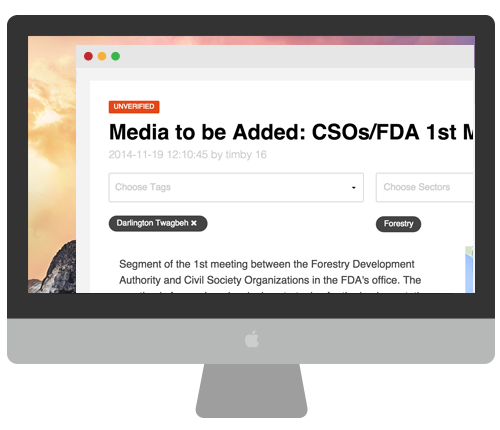 UNVERIFIED
Media to be Added: CSOs/FDA 1st M
2014-11-19 12:10:45 by timby 16
Choose Tags
Choose Sectors
Darlington Twagbeh ×
Forestry
Segment of the 1st meeting between the Forestry Development
Authority and Civil Society Organizations in the FDA's office. The